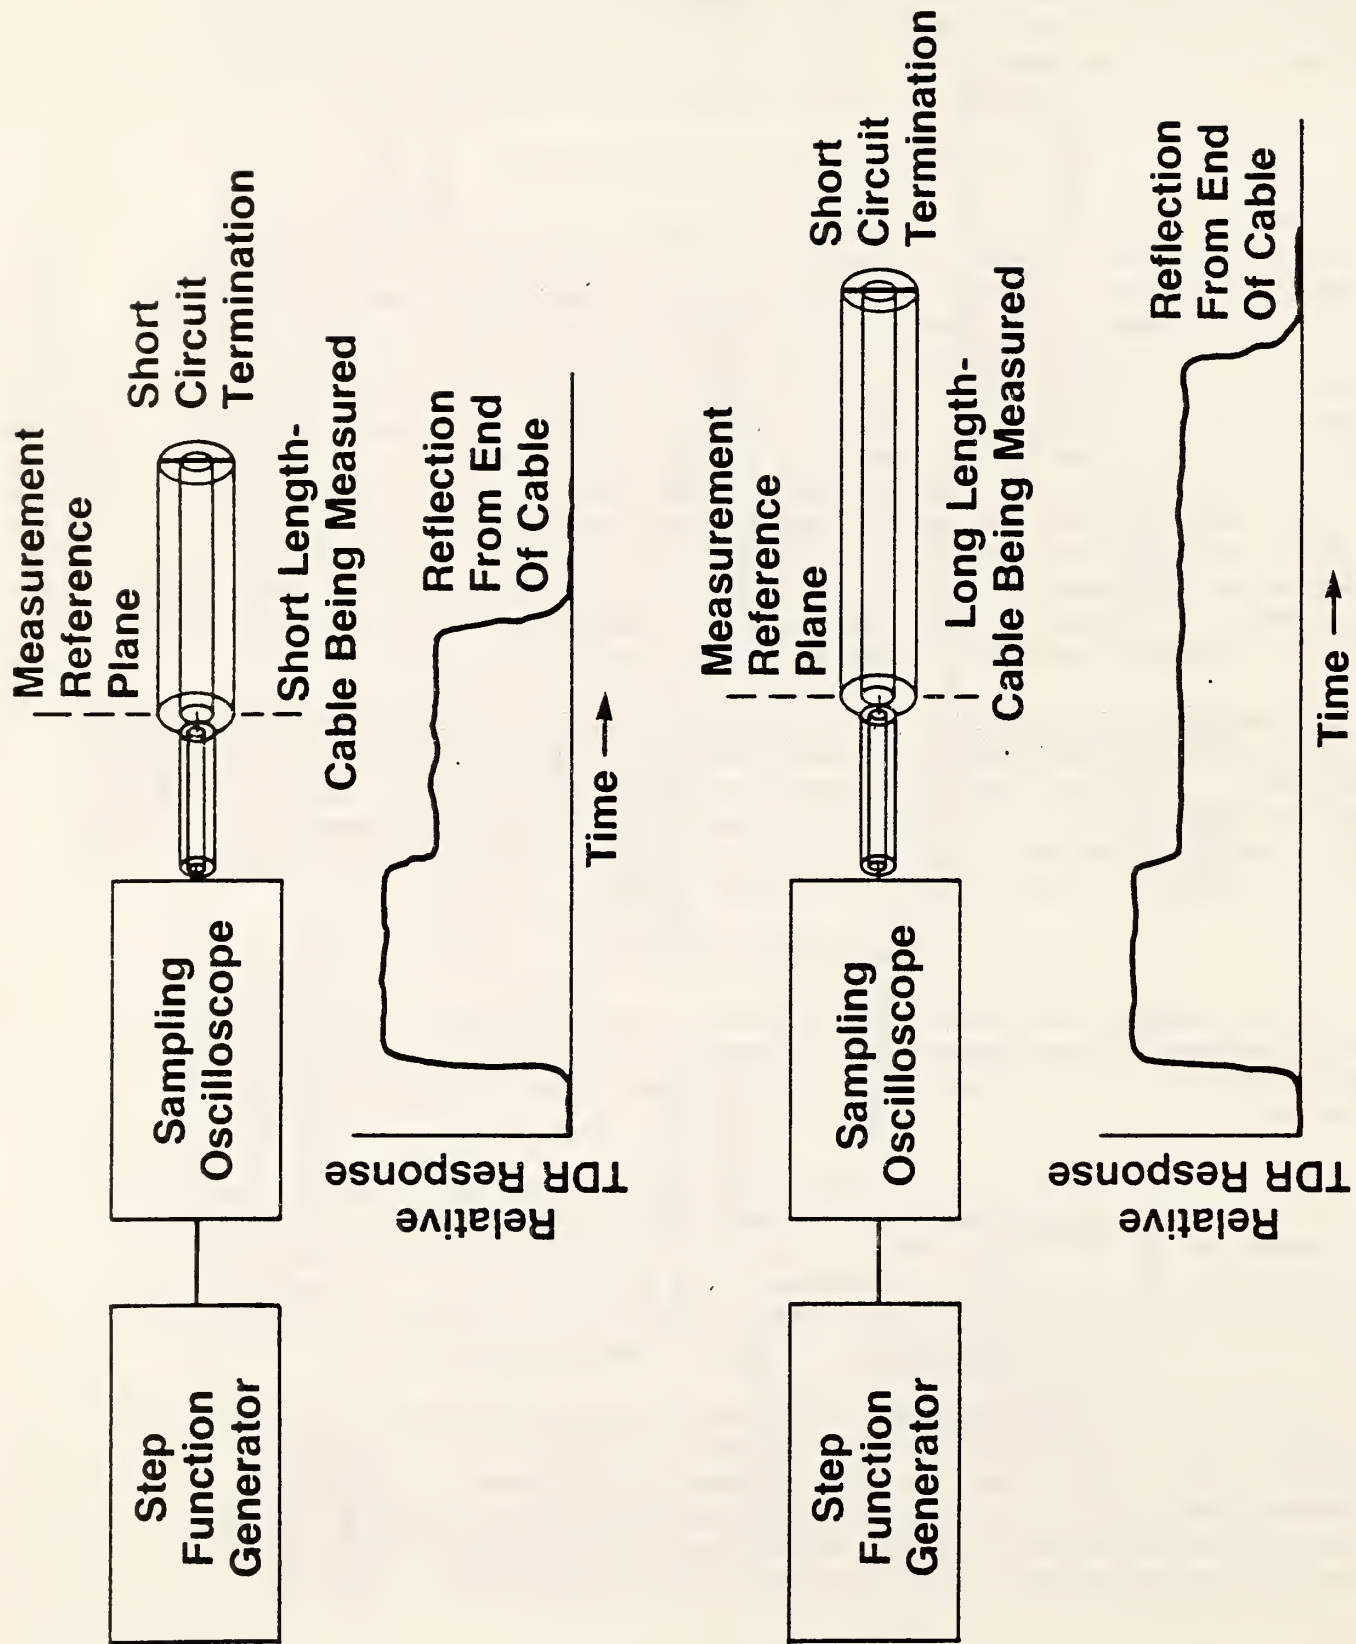 Step
Function
Generator
Sampling
Oscilloscope
Measurement
Reference
Plane
Short
Circuit
Termination
Short Length-
Cable Being Measured
Relative
TDR Response
Reflection
From End
Of Cable
Time
Step
Function
Generator
Sampling
Oscilloscope
Measurement
Reference
Plane
Short
Circuit
Termination
Long Length-
Cable Being Measured
Relative
TDR Response
Reflection
From End
Of Cable
Time